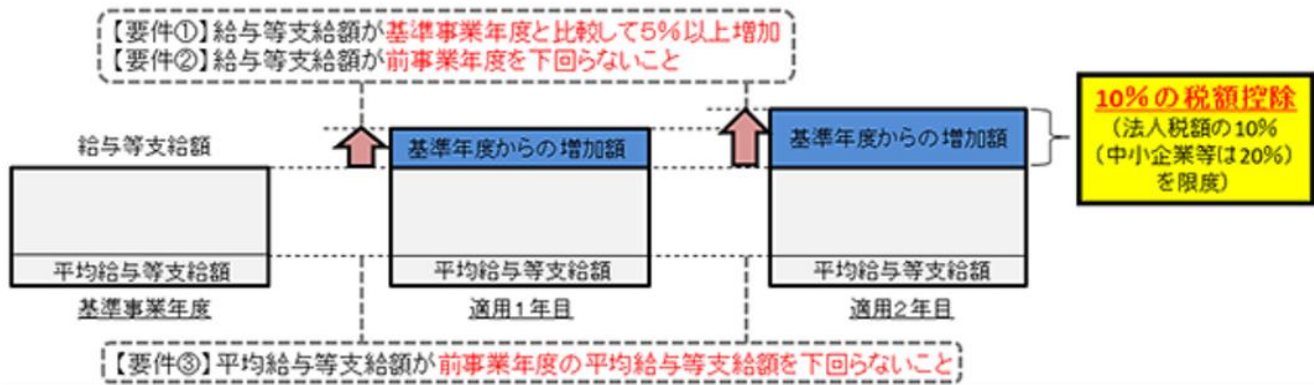 【要件①】給与等支給額が基準事業年度と比較して5%以上増加
【要件②】給与等支給額が前事業年度を下回らないこと
10%の税額控除
(法人税額の10%
(中小企業等は20%)
を限度)
給与等支給額
基準年度からの増加額
基準年度からの増加額
平均給与等支給額
平均給与等支給額
平均給与等支給額
基準事業年度
適用1年目
適用2年目
【要件③】平均給与等支給額が前事業年度の平均給与等支給額を下回らないこと